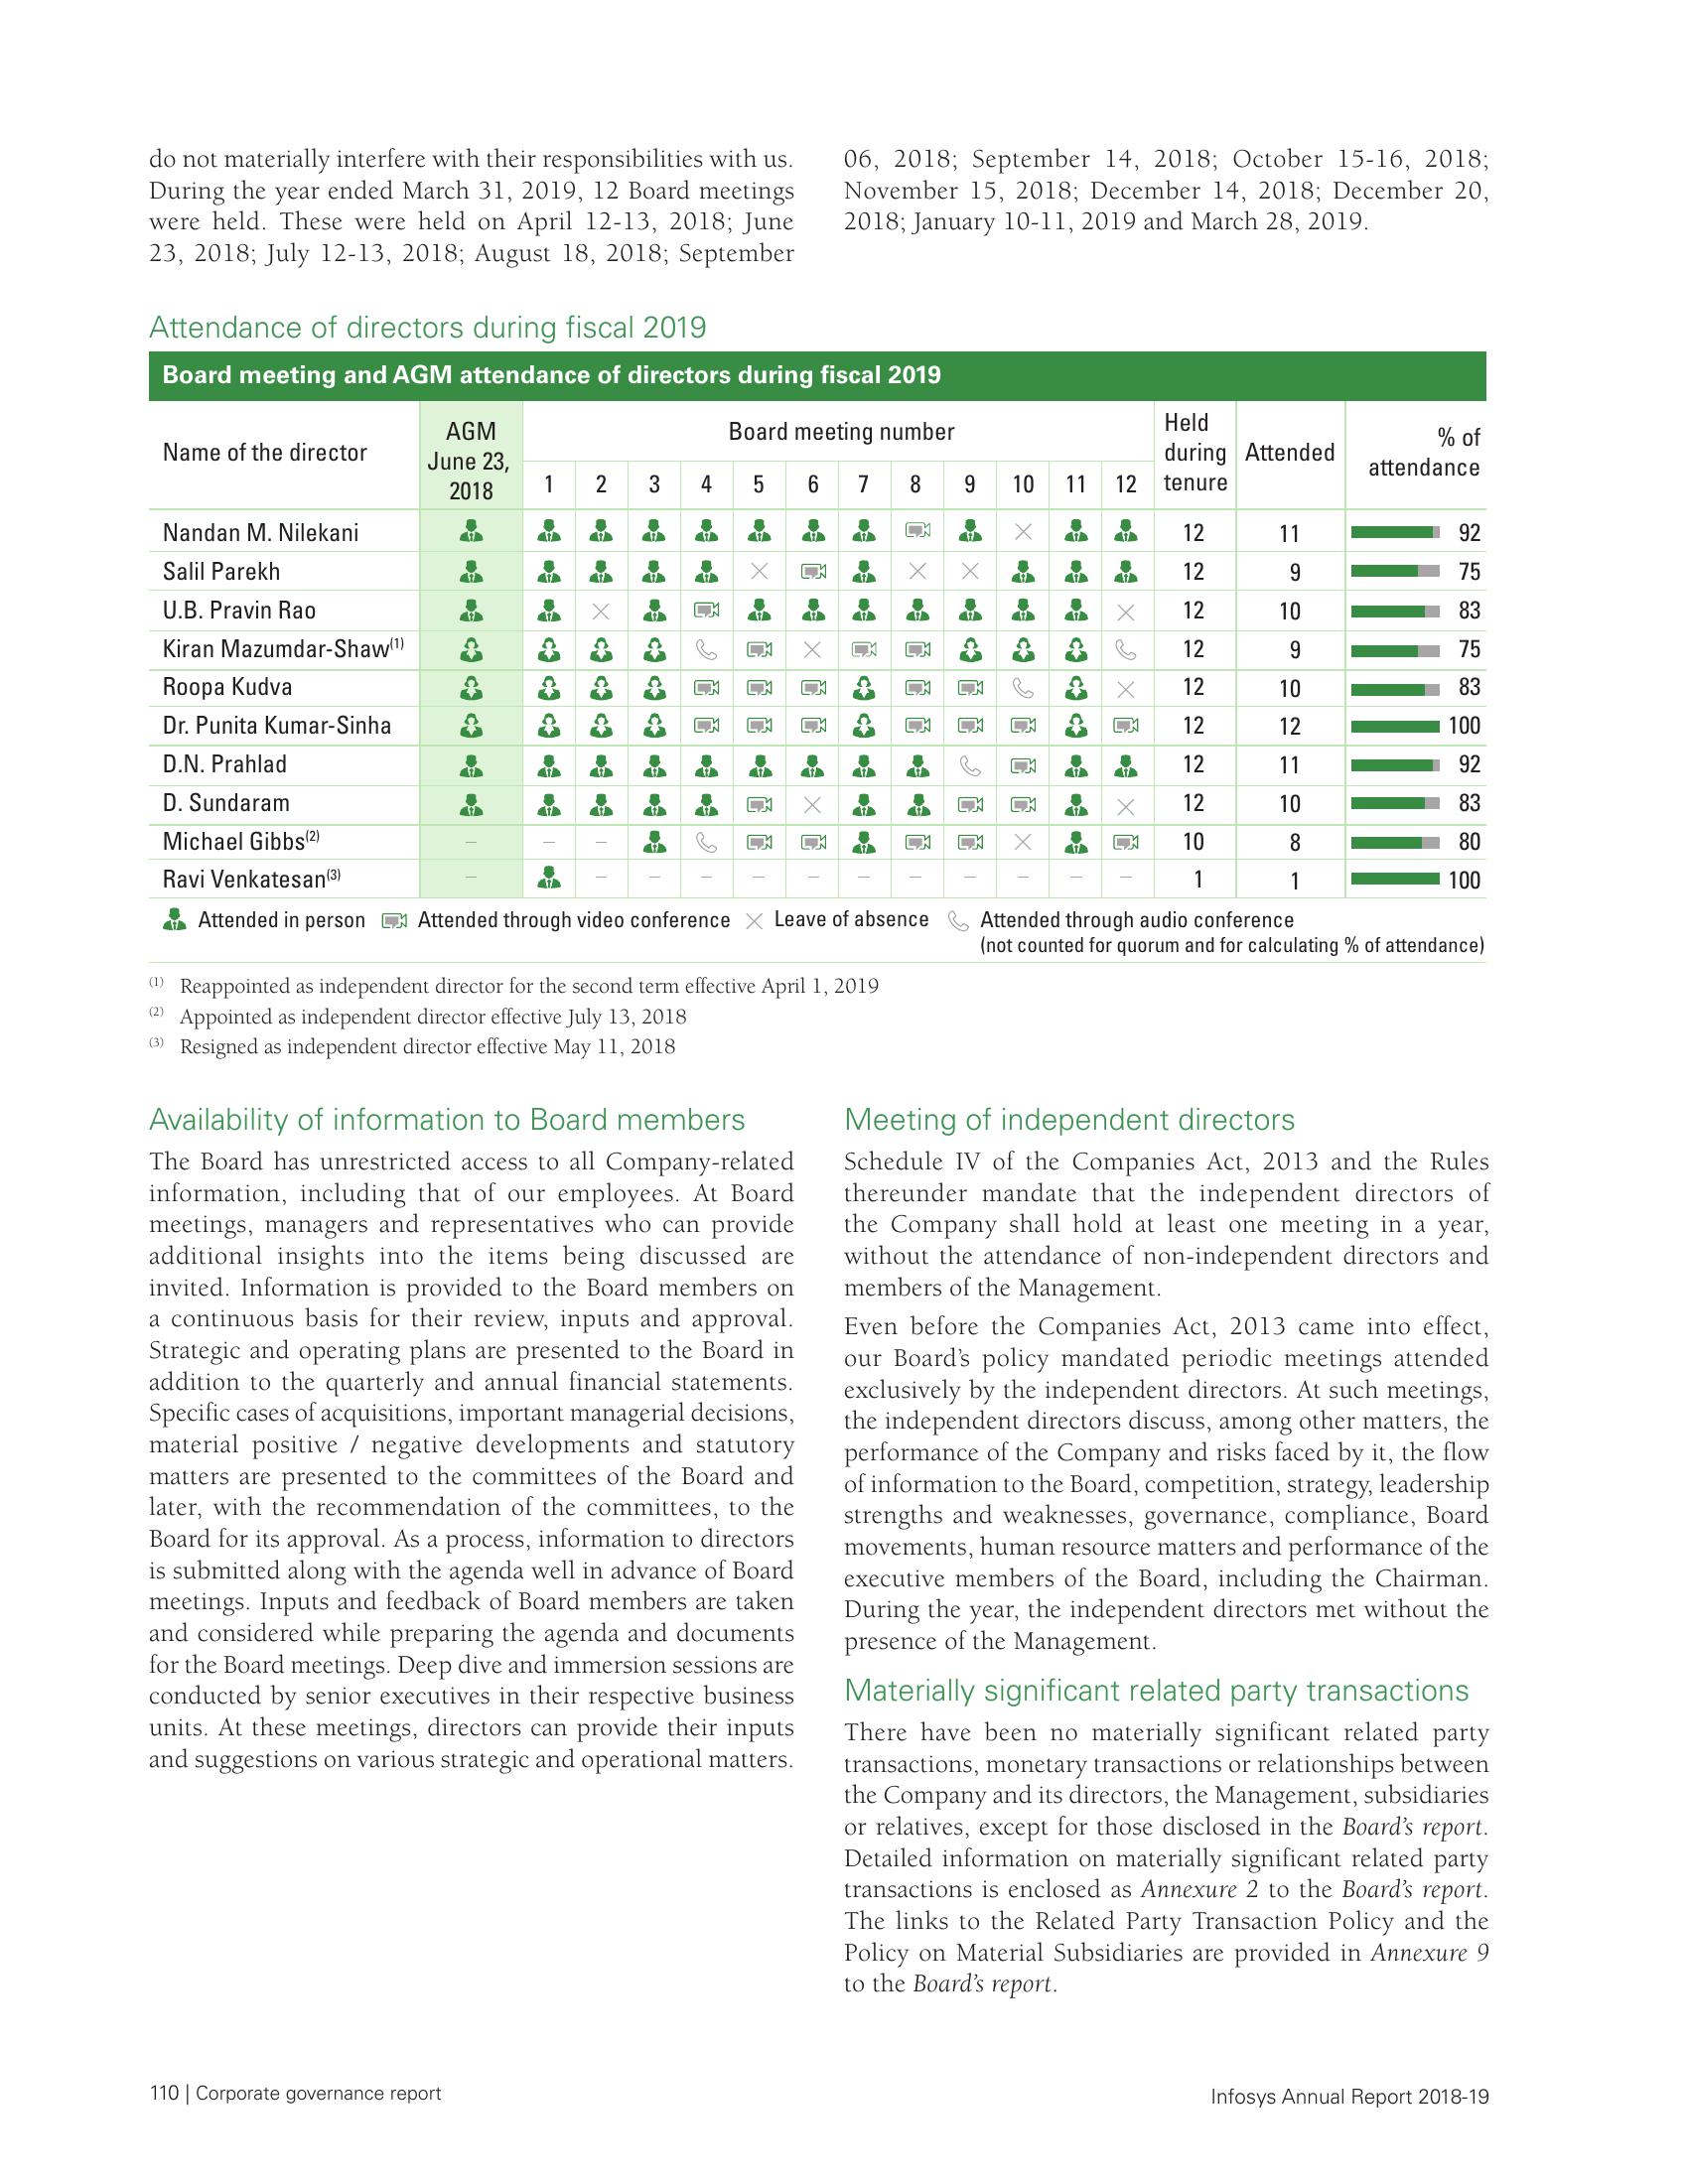 do not materially interfere with their responsibilities with us.
During the year ended March 31, 2019, 12 Board meetings
were held. These were held on April 12-13, 2018; June
23, 2018; July 12-13, 2018; August 18, 2018; September
06, 2018; September 14, 2018; October 15-16, 2018;
November 15, 2018; December 14, 2018; December 20,
2018; January 10-11, 2019 and March 28, 2019.
Attendance of directors during fiscal 2019
Board meeting and AGM attendance of directors during fiscal 2019
Name of the director
AGM
June 23,
2018
Board meeting number
1 2 3 4 5 6 7 8 9 10 11 12
Held
during
tenure
Attended
% of
attendance
Nandan M. Nilekani 12 11 92
Salil Parekh 12 9 75
U.B. Pravin Rao 12 10 83
Kiran Mazumdar-Shaw(1) 12 9 75
Roopa Kudva 12 10 83
Dr. Punita Kumar-Sinha 12 12 100
D.N. Prahlad 12 11 92
D. Sundaram 12 10 83
Michael Gibbs(2) – – – 10 8 80
Ravi Venkatesan(3) – – – – – – – – – – – – 1 1 100
Attended in person Attended through video conference Leave of absence Attended through audio conference
(not counted for quorum and for calculating % of attendance)
(1) Reappointed as independent director for the second term effective April 1, 2019
(2) Appointed as independent director effective July 13, 2018
(3) Resigned as independent director effective May 11, 2018
Availability of information to Board members
The Board has unrestricted access to all Company-related
information, including that of our employees. At Board
meetings, managers and representatives who can provide
additional insights into the items being discussed are
invited. Information is provided to the Board members on
a continuous basis for their review, inputs and approval.
Strategic and operating plans are presented to the Board in
addition to the quarterly and annual financial statements.
Specific cases of acquisitions, important managerial decisions,
material positive / negative developments and statutory
matters are presented to the committees of the Board and
later, with the recommendation of the committees, to the
Board for its approval. As a process, information to directors
is submitted along with the agenda well in advance of Board
meetings. Inputs and feedback of Board members are taken
and considered while preparing the agenda and documents
for the Board meetings. Deep dive and immersion sessions are
conducted by senior executives in their respective business
units. At these meetings, directors can provide their inputs
and suggestions on various strategic and operational matters.
Meeting of independent directors
Schedule IV of the Companies Act, 2013 and the Rules
thereunder mandate that the independent directors of
the Company shall hold at least one meeting in a year,
without the attendance of non-independent directors and
members of the Management.
Even before the Companies Act, 2013 came into effect,
our Board's policy mandated periodic meetings attended
exclusively by the independent directors. At such meetings,
the independent directors discuss, among other matters, the
performance of the Company and risks faced by it, the flow
of information to the Board, competition, strategy, leadership
strengths and weaknesses, governance, compliance, Board
movements, human resource matters and performance of the
executive members of the Board, including the Chairman.
During the year, the independent directors met without the
presence of the Management.
Materially significant related party transactions
There have been no materially significant related party
transactions, monetary transactions or relationships between
the Company and its directors, the Management, subsidiaries
or relatives, except for those disclosed in the Board's report.
Detailed information on materially significant related party
transactions is enclosed as Annexure 2 to the Board's report.
The links to the Related Party Transaction Policy and the
Policy on Material Subsidiaries are provided in Annexure 9
to the Board's report.
110 | Corporate governance report
Infosys Annual Report 2018-19